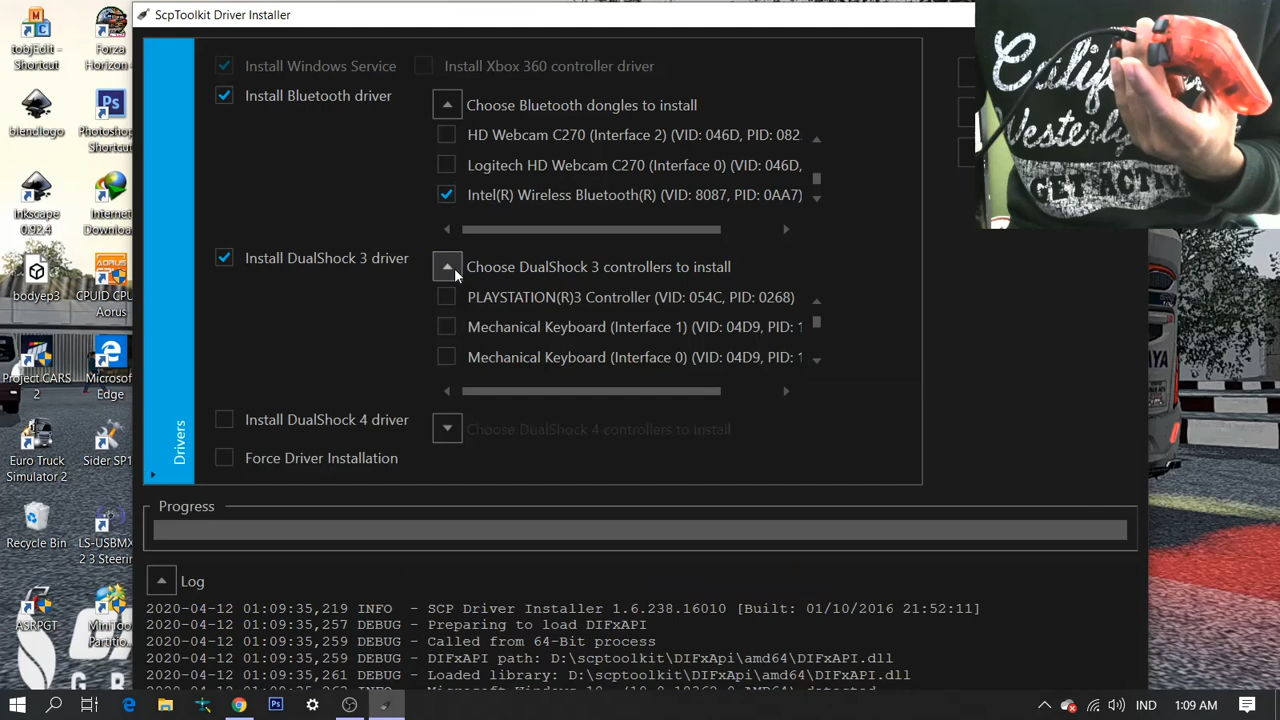 ScpToolkit Driver Installer
tobjEdit - Shortcut
Forza Horizon -
blendlogo
Photoshop Shortcut
Inkscape 0.92.4
Internet Downloa...
bodyep3
CPUID CPU Aorus
Project CARS 2
Microsoft Edge
Euro Truck Simulator 2
Sider SP1
Recycle Bin
LS-USBMX 2 3 Steeri
ASRPGT
MiniToo Partitio...
Install Windows Service
Install Xbox 360 controller driver
Install Bluetooth driver
Choose Bluetooth dongles to install
HD Webcam C270 (Interface 2) (VID: 046D, PID: 082
Logitech HD Webcam C270 (Interface 0) (VID: 046D,
Intel(R) Wireless Bluetooth(R) (VID: 8087, PID: 0AA7)
Install DualShock 3 driver
Choose DualShock 3 controllers to install
PLAYSTATION(R)3 Controller (VID: 054C, PID: 0268)
Mechanical Keyboard (Interface 1) (VID: 04D9, PID: 1
Mechanical Keyboard (Interface 0) (VID: 04D9, PID: 1
Install DualShock 4 driver
Choose DualShock 4 controllers to install
Force Driver Installation
Drivers
Progress
Log
2020-04-12 01:09:35,219 INFO - SCP Driver Installer 1.6.238.16010 [Built: 01/10/2016 21:52:11]
2020-04-12 01:09:35,257 DEBUG - Preparing to load DIFxAPI
2020-04-12 01:09:35,259 DEBUG - Called from 64-Bit process
2020-04-12 01:09:35,259 DEBUG - DIFxAPI path: D:\scptoolkit\DIFxApi\amd64\DIFxAPI.dll
2020-04-12 01:09:35,261 DEBUG - Loaded library: D:\scptoolkit\DIFxApi\amd64\DIFxAPI.dll
California
Westerly
GET ACTIV
IND
1:09 AM